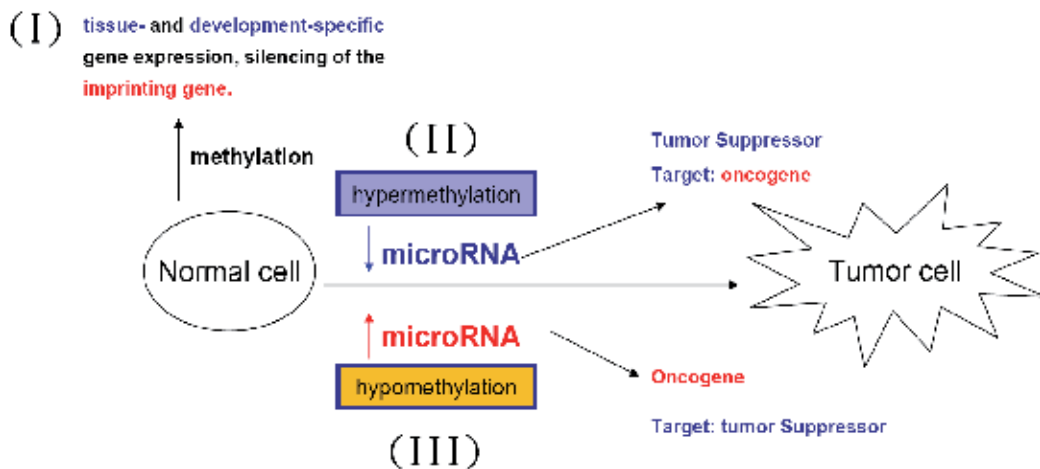 (I) tissue- and development-specific
gene expression, silencing of the
imprinting gene.
methylation
(II)
hypermethylation
microRNA
Tumor Suppressor
Target: oncogene
Normal cell
Tumor cell
microRNA
hypomethylation
(III)
Oncogene
Target: tumor Suppressor